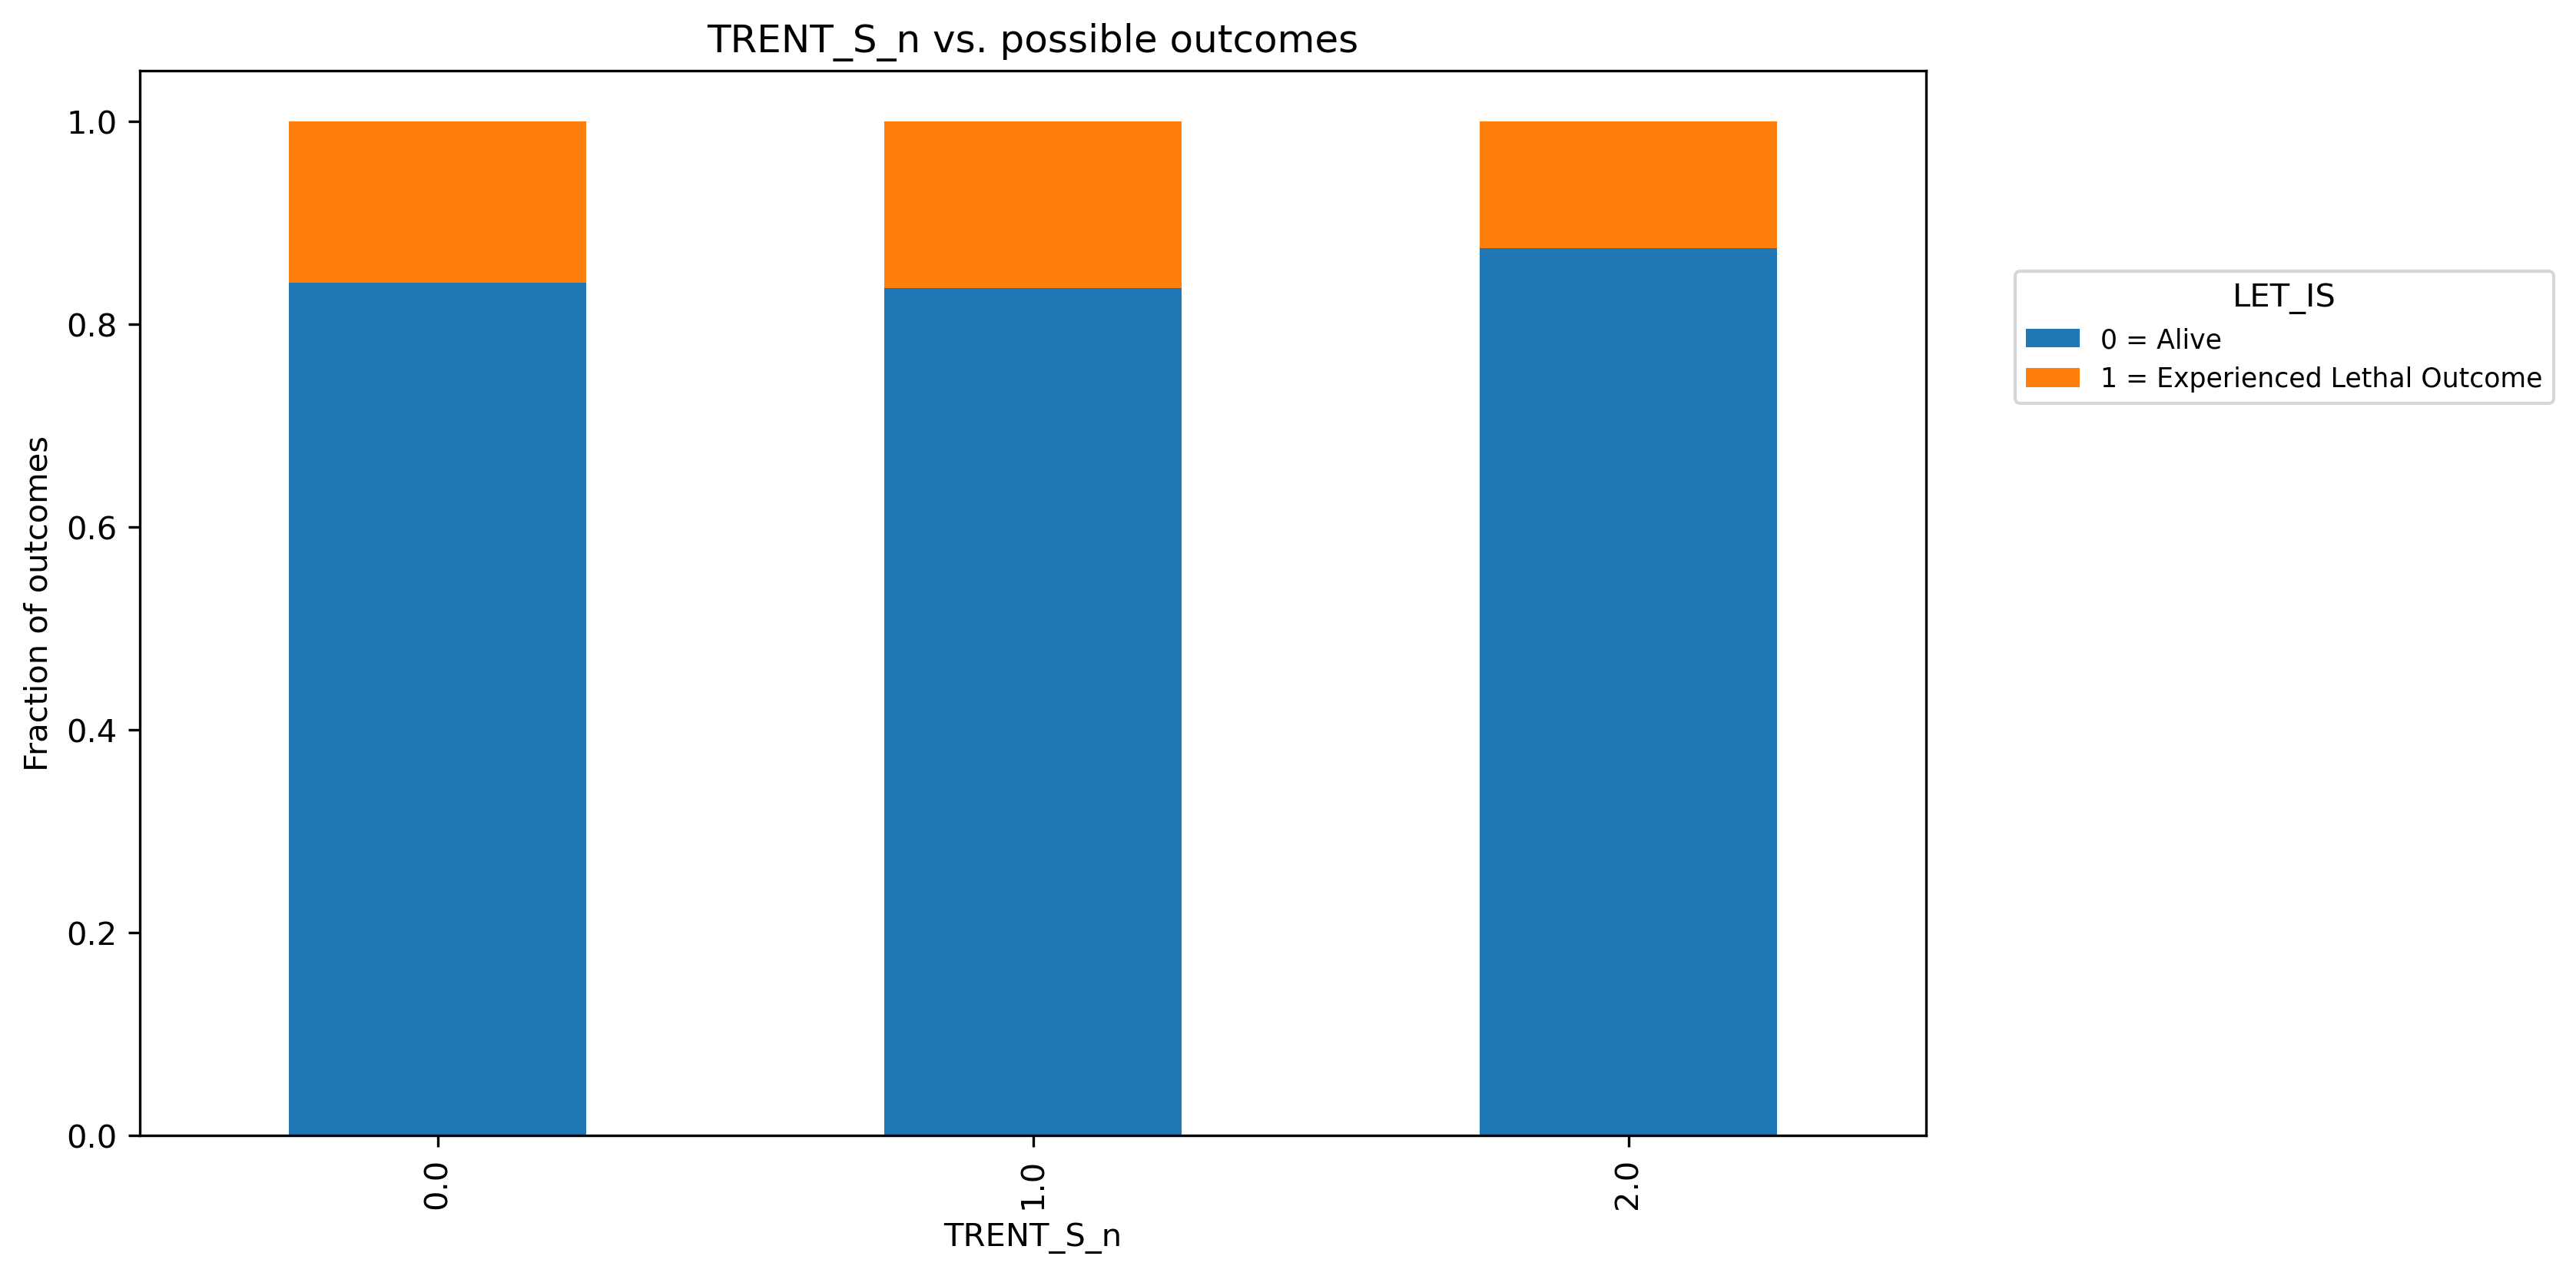 TRENT_S_n vs. possible outcomes
Fraction of outcomes
1.0
0.8
0.6
0.4
0.2
0.0
0.0
1.0
2.0
TRENT_S_n
LET_IS
0 = Alive
1 = Experienced Lethal Outcome